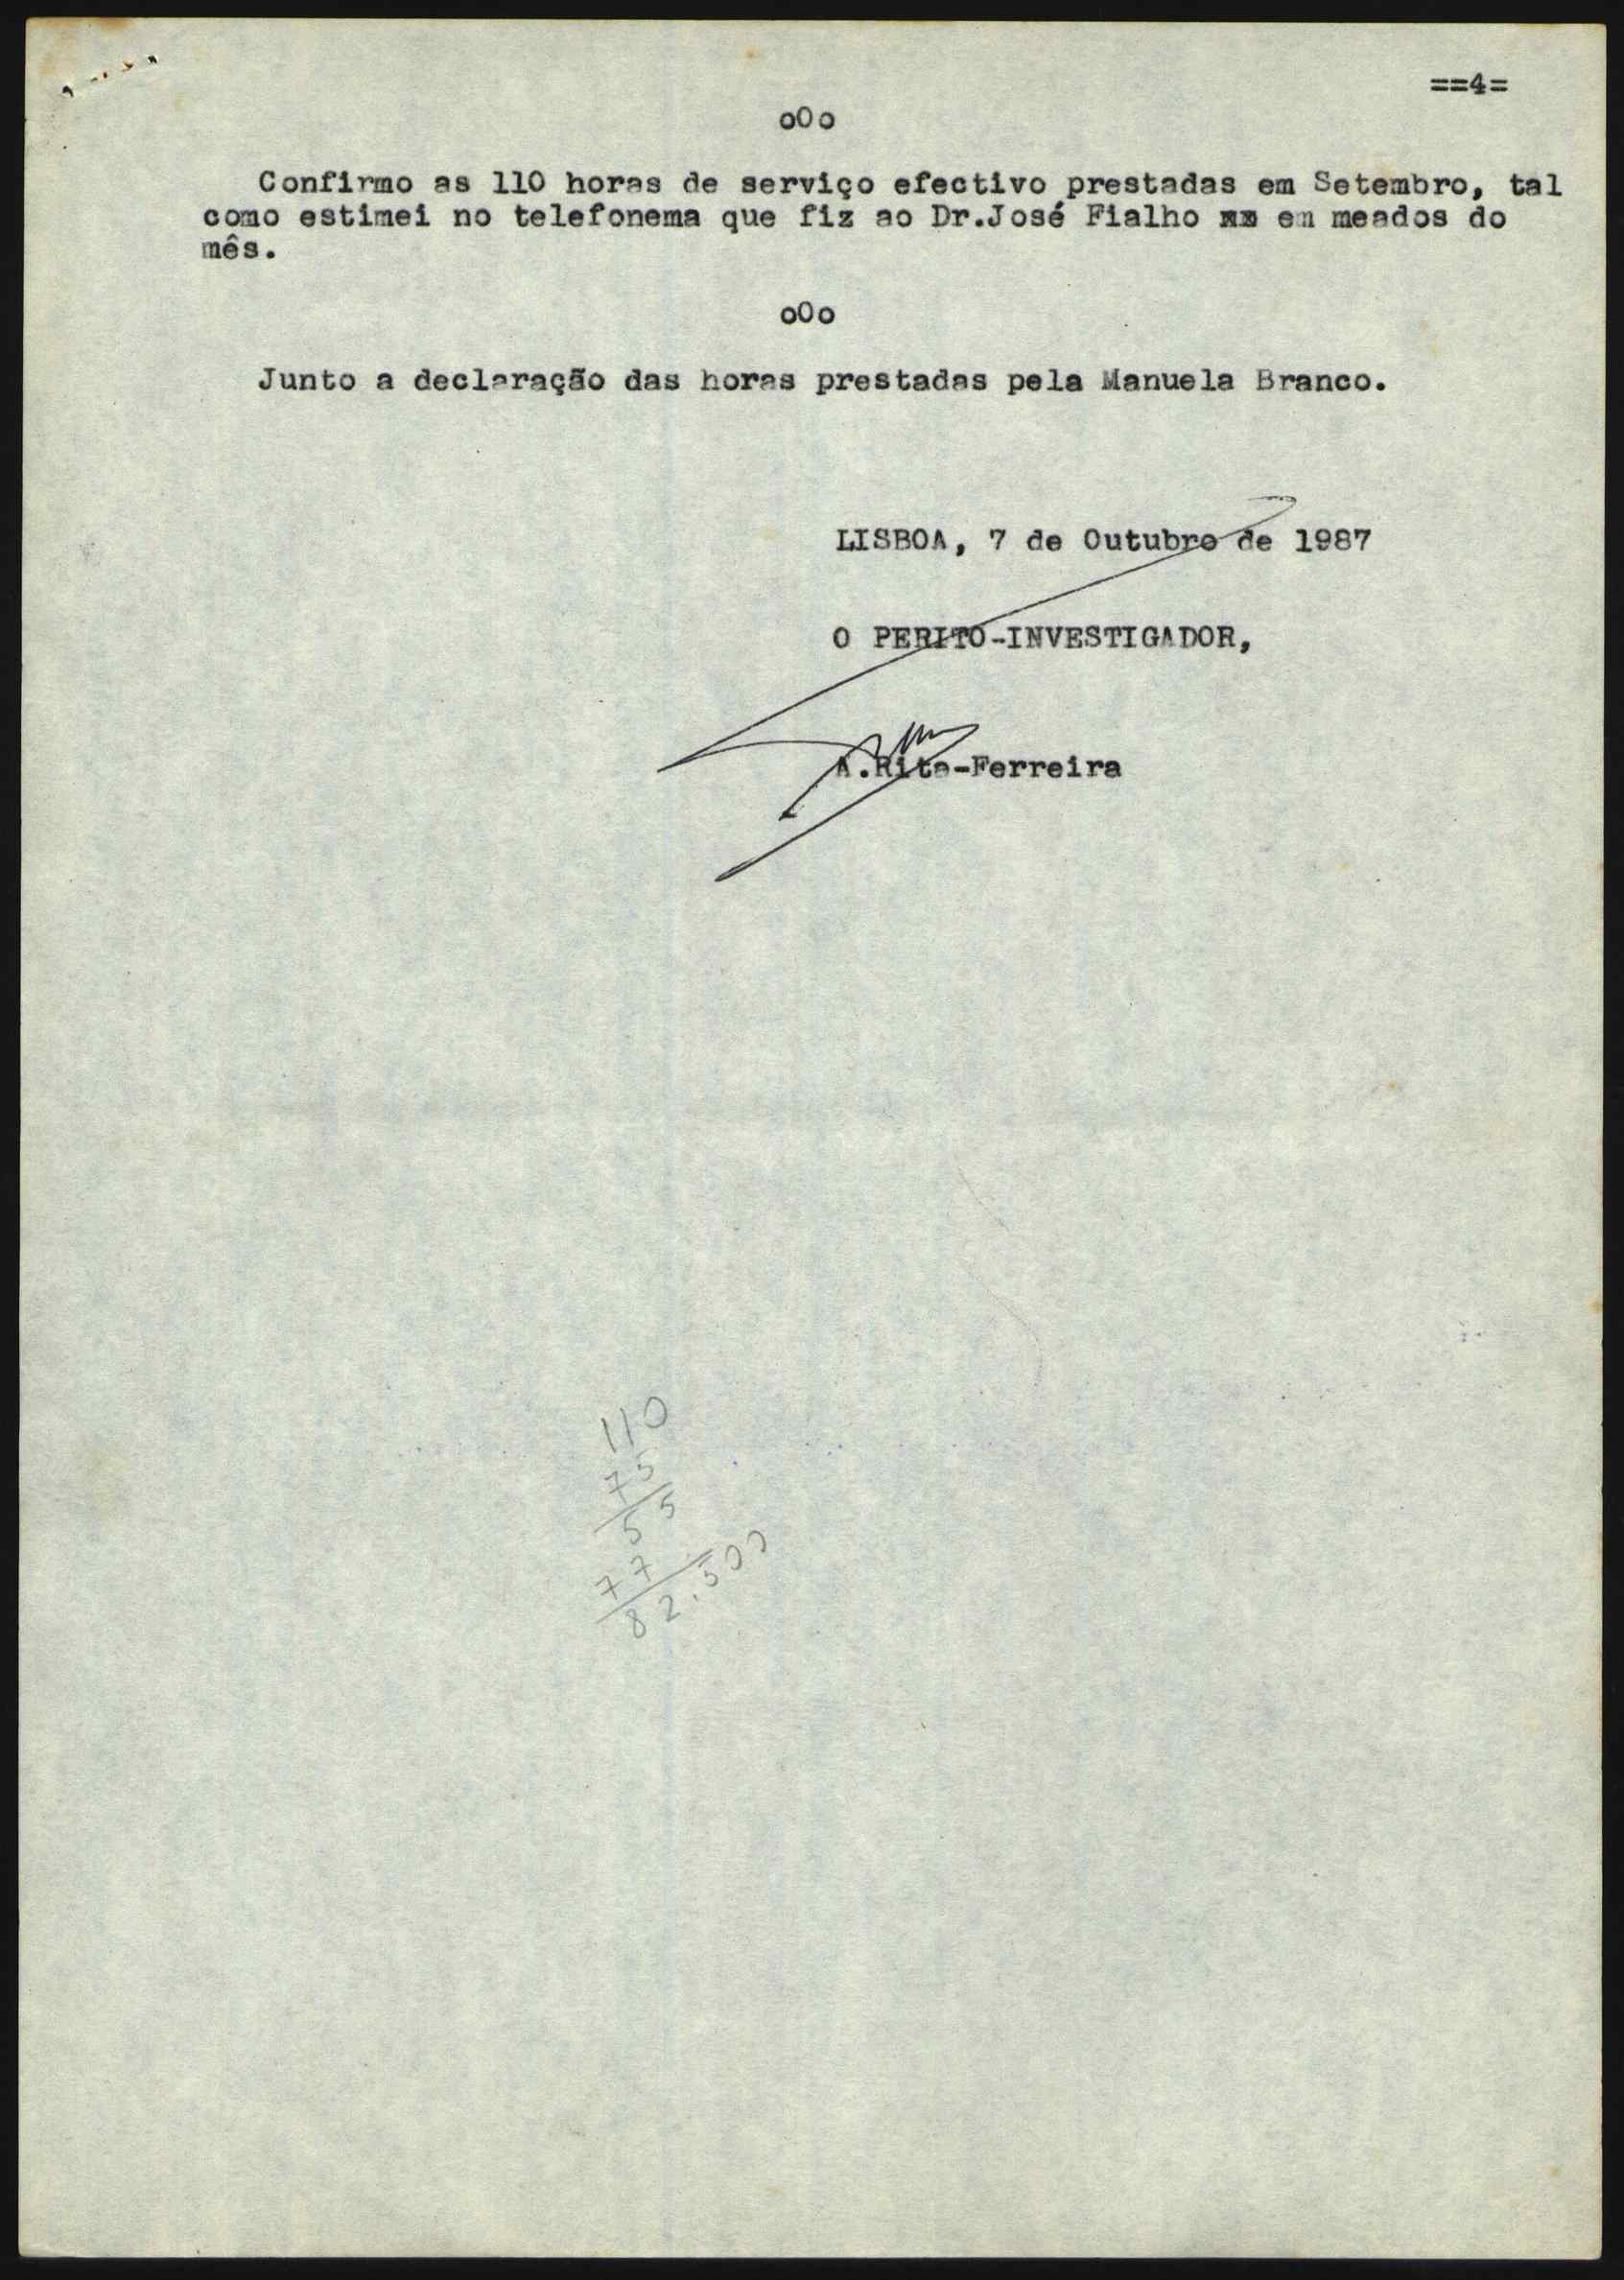 ==4=
oOo
Confirmo as 110 horas de serviço efectivo prestadas em Setembro, tal
como estimei no telefonema que fiz ao Dr.José Fialho xx em meados do
mês.
oOo
Junto a declaração das horas prestadas pela Manuela Branco.
LISBOA, 7 de Outubro de 1987
O PERITO-INVESTIGADOR,
A.Rita-Ferreira
110
75
55
77
82.500